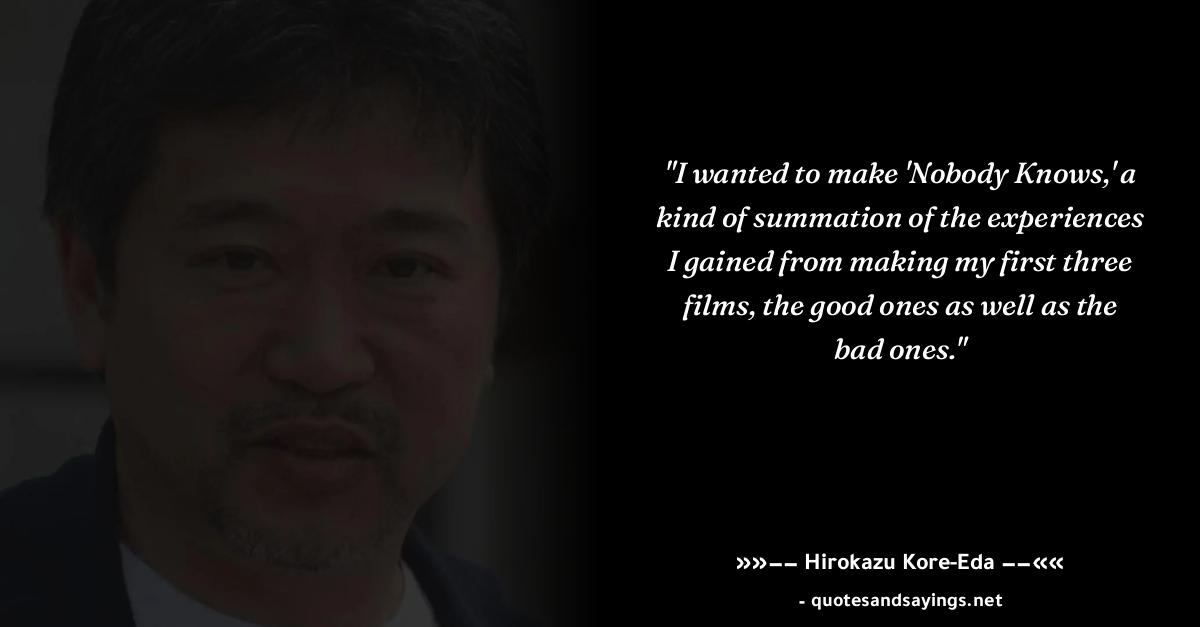 "I wanted to make 'Nobody Knows,' a
kind of summation of the experiences
I gained from making my first three
films, the good ones as well as the
bad ones."
»»−− Hirokazu Kore-Eda −−««
- quotesandsayings.net